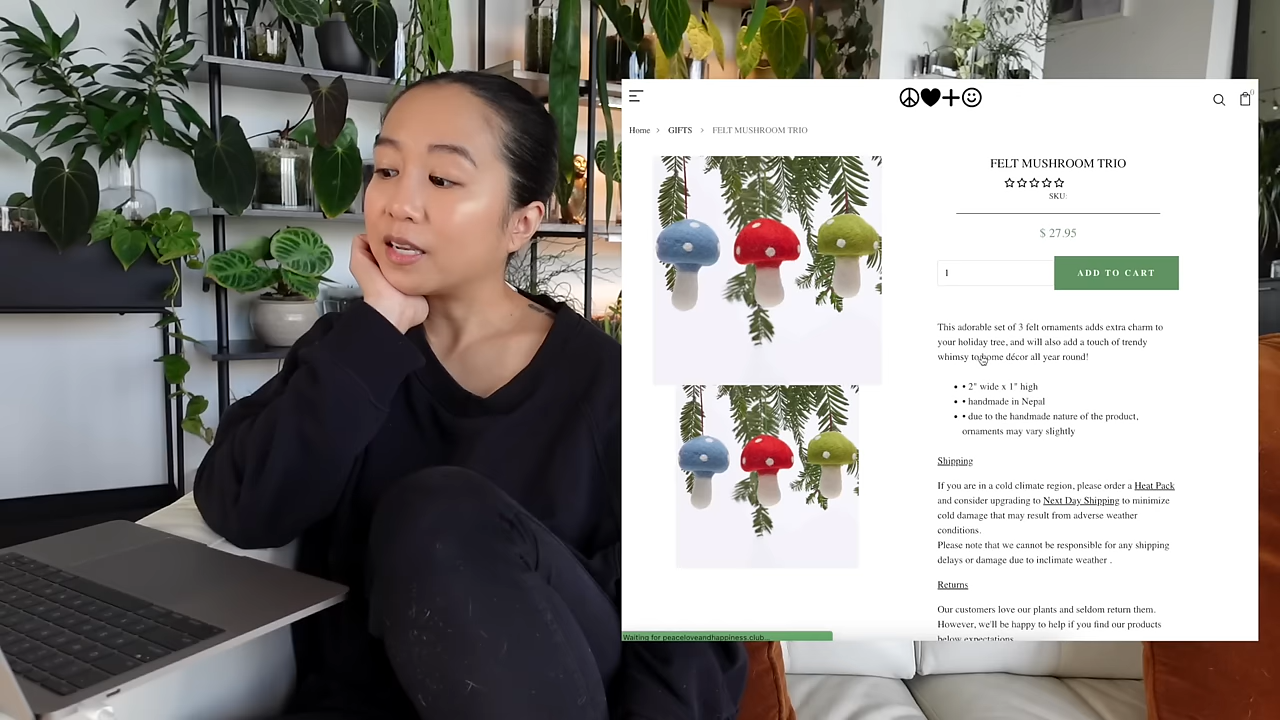 0
Home > GIFTS > FELT MUSHROOM TRIO
FELT MUSHROOM TRIO
SKU:
$ 27.95
1
ADD TO CART
This adorable set of 3 felt ornaments adds extra charm to
your holiday tree, and will also add a touch of trendy
whimsy to home décor all year round!
• • 2" wide x 1" high
• • handmade in Nepal
• • due to the handmade nature of the product,
ornaments may vary slightly
Shipping
If you are in a cold climate region, please order a Heat Pack
and consider upgrading to Next Day Shipping to minimize
cold damage that may result from adverse weather
conditions.
Please note that we cannot be responsible for any shipping
delays or damage due to inclimate weather .
Returns
Our customers love our plants and seldom return them.
However, we'll be happy to help if you find our products
below expectations
Waiting for peaceloveandhappiness.club...